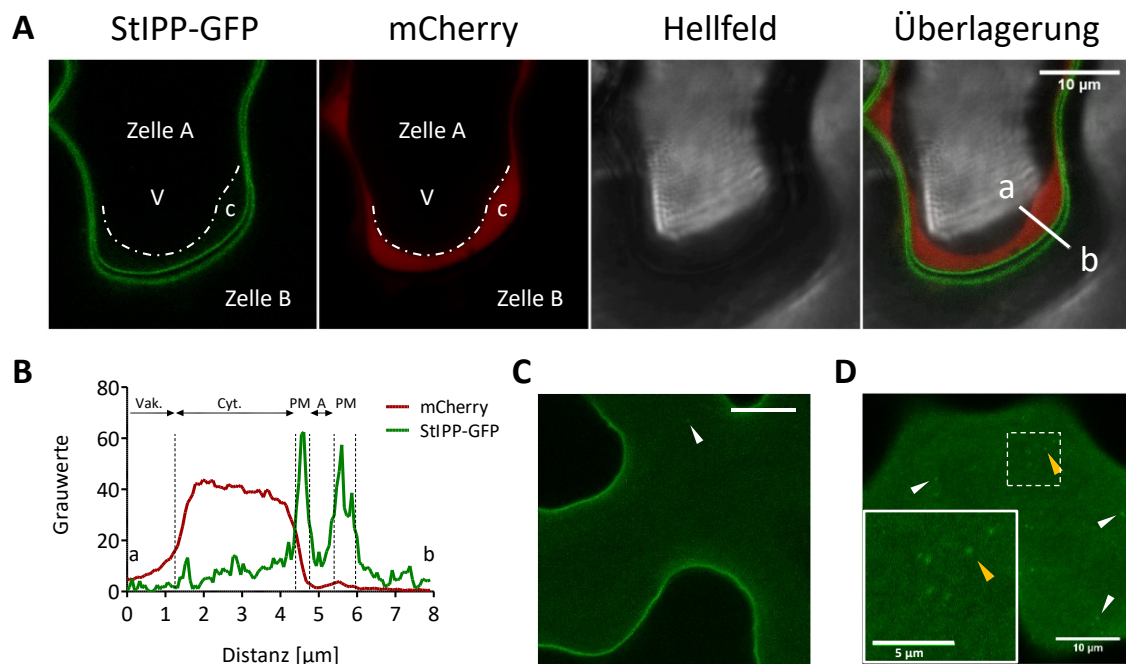 A
StIPP-GFP mCherry Hellfeld Überlagerung
10 µm
Zelle A Zelle A
V V
c c
a
b
Zelle B Zelle B
B
80
60
40
20
0
Grauwerte
Vak. Cyt. PM A PM
mCherry
StIPP-GFP
a b
0 1 2 3 4 5 6 7 8
Distanz [µm]
C
D
5 µm
10 µm